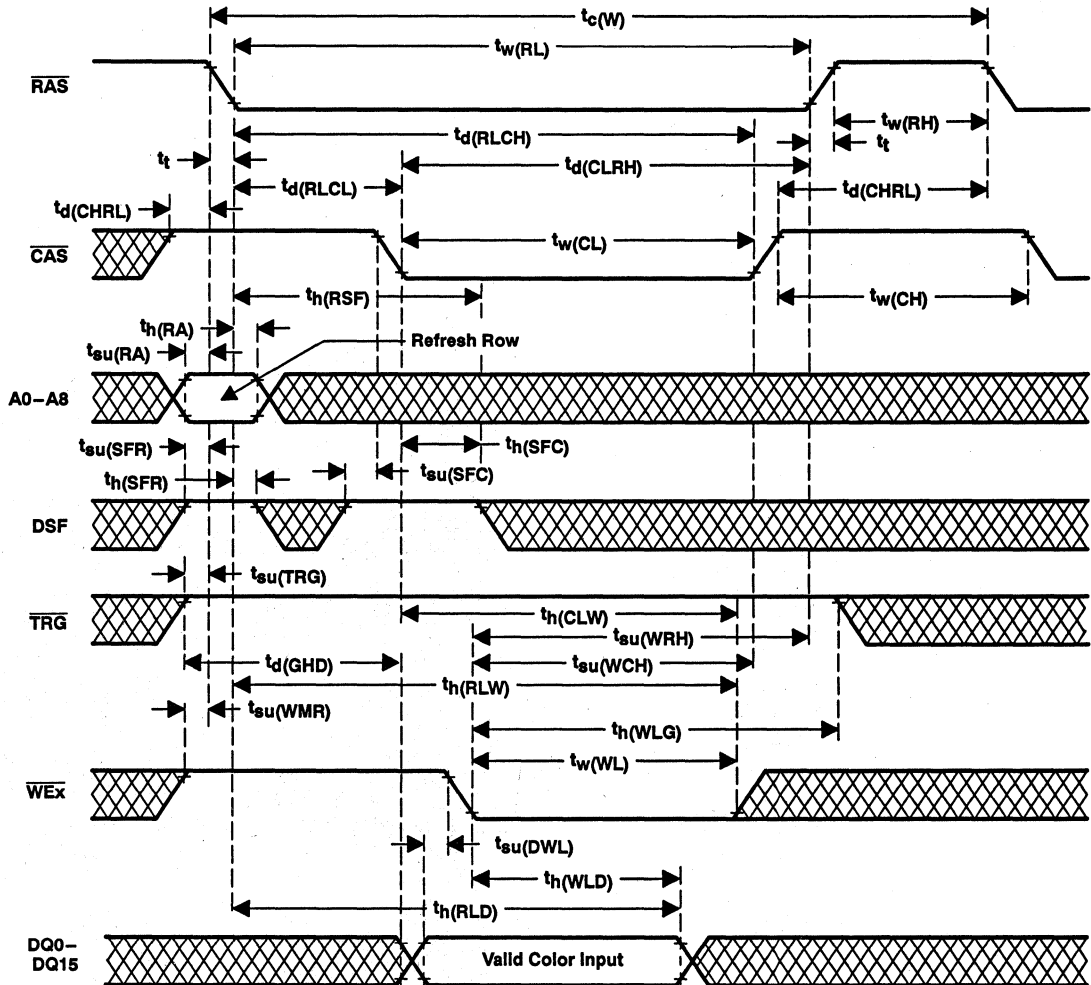 tc(W)
tw(RL)
RAS
tw(RH)
td(RLCH)
tt
tt
td(CLRH)
td(RLCL)
td(CHRL)
td(CHRL)
CAS
tw(CL)
th(RSF)
tw(CH)
th(RA)
Refresh Row
tsu(RA)
A0–A8
tsu(SFR)
th(SFC)
tsu(SFC)
th(SFR)
DSF
tsu(TRG)
TRG
th(CLW)
tsu(WRH)
td(GHD)
tsu(WCH)
th(RLW)
tsu(WMR)
th(WLG)
tw(WL)
WEx
tsu(DWL)
th(WLD)
th(RLD)
DQ0–
DQ15
Valid Color Input